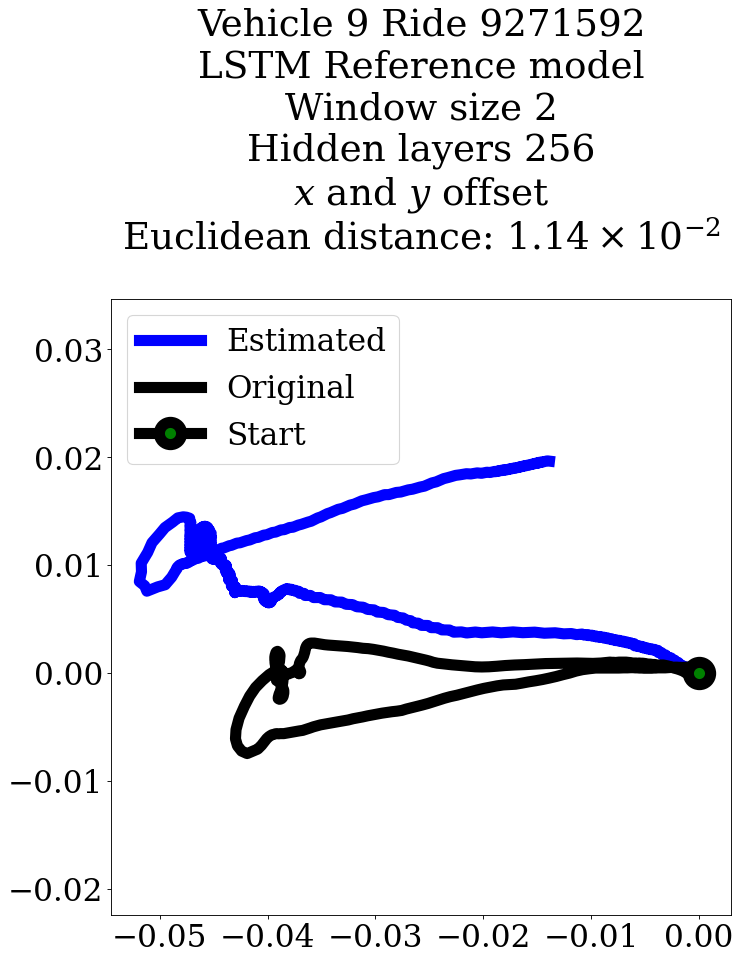 Vehicle 9 Ride 9271592
LSTM Reference model
Window size 2
Hidden layers 256
x and y offset
Euclidean distance: 1.14 × 10⁻²
Estimated
Original
Start
0.03
0.02
0.01
0.00
−0.01
−0.02
−0.05 −0.04 −0.03 −0.02 −0.01 0.00